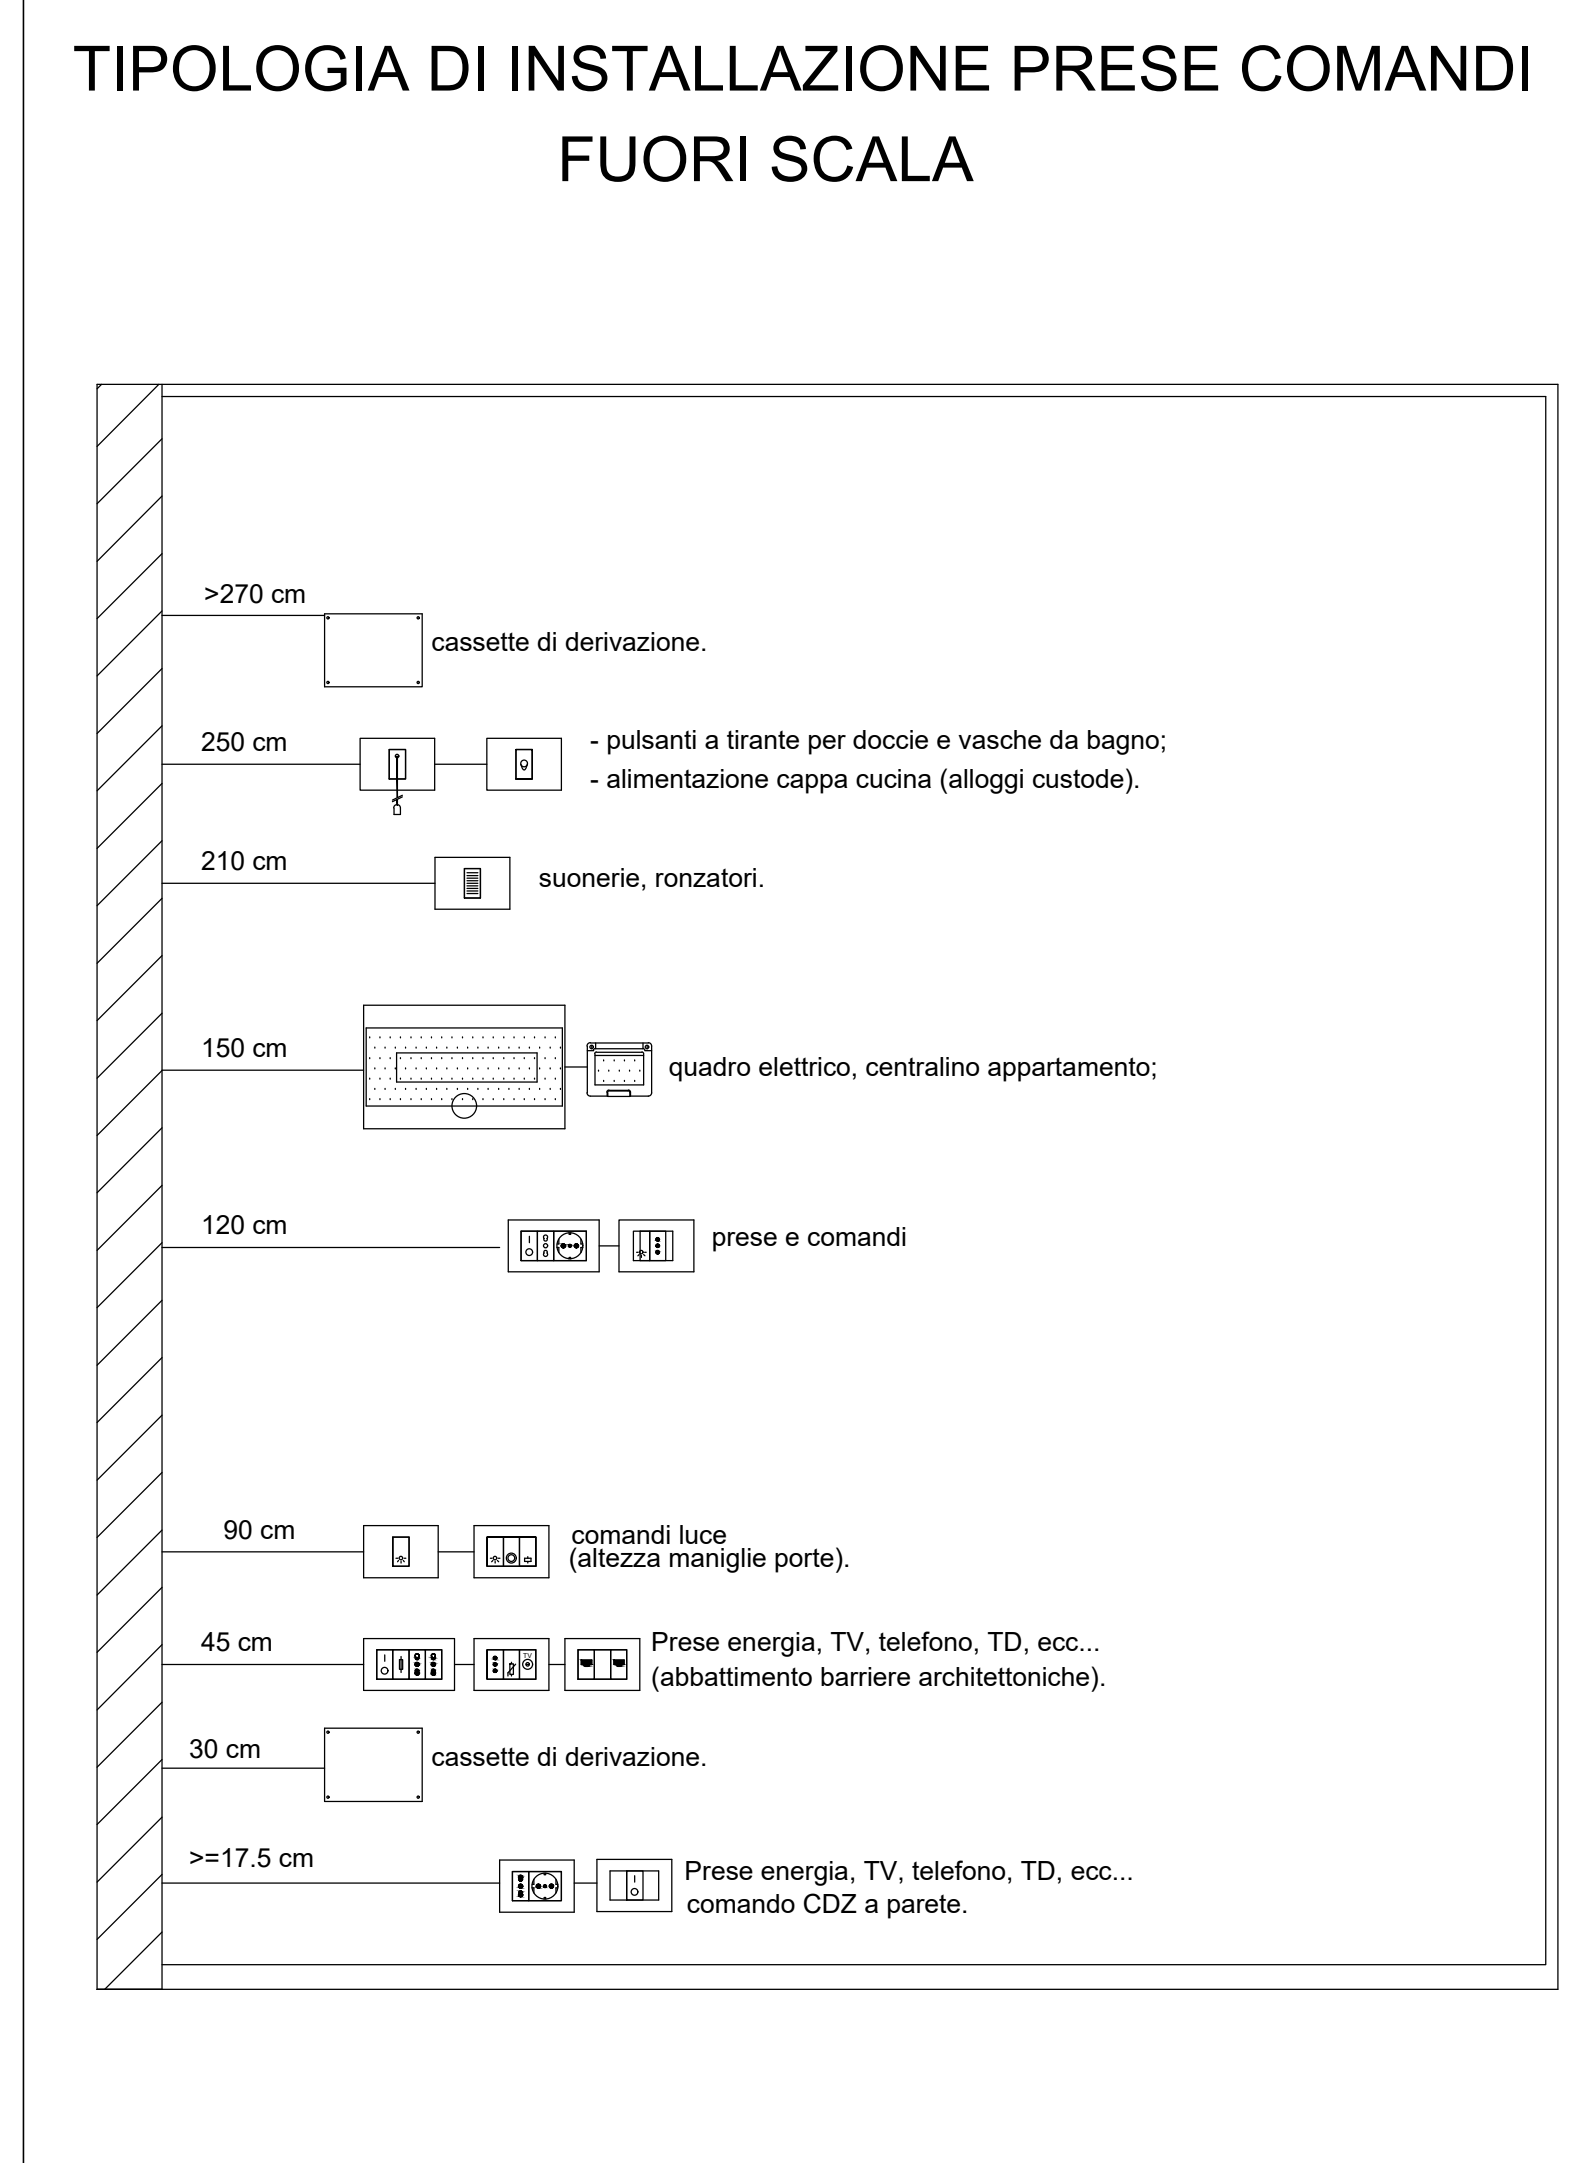 TIPOLOGIA DI INSTALLAZIONE PRESE COMANDI
FUORI SCALA
>270 cm
cassette di derivazione.
250 cm
- pulsanti a tirante per doccie e vasche da bagno;
- alimentazione cappa cucina (alloggi custode).
210 cm
suonerie, ronzatori.
150 cm
quadro elettrico, centralino appartamento;
120 cm
prese e comandi
90 cm
comandi luce
(altezza maniglie porte).
45 cm
TV
Prese energia, TV, telefono, TD, ecc...
(abbattimento barriere architettoniche).
30 cm
cassette di derivazione.
>=17.5 cm
Prese energia, TV, telefono, TD, ecc...
comando CDZ a parete.